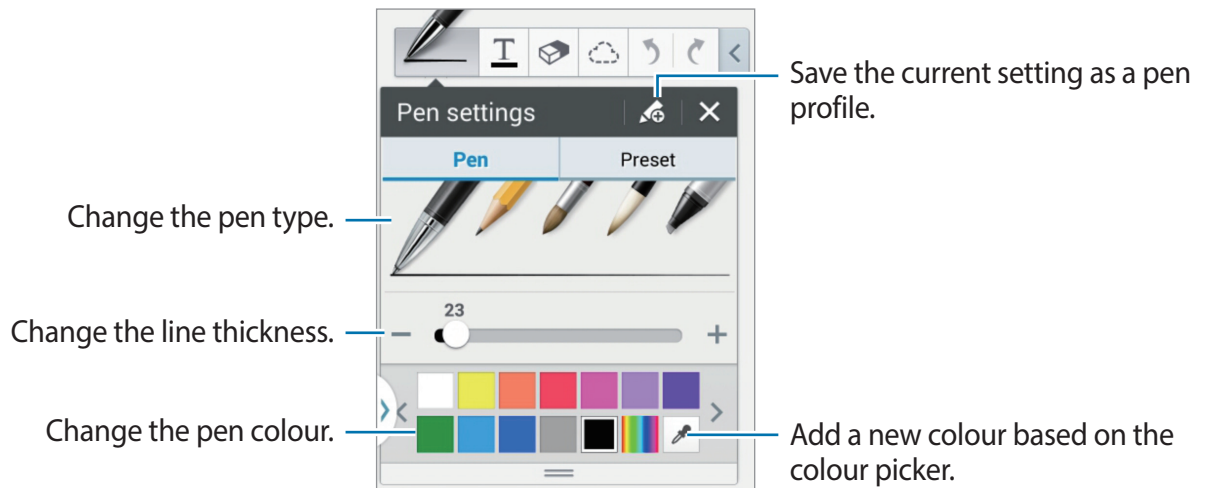 T
Pen settings
Save the current setting as a pen
profile.
Pen
Preset
Change the pen type.
23
Change the line thickness.
Change the pen colour.
Add a new colour based on the
colour picker.